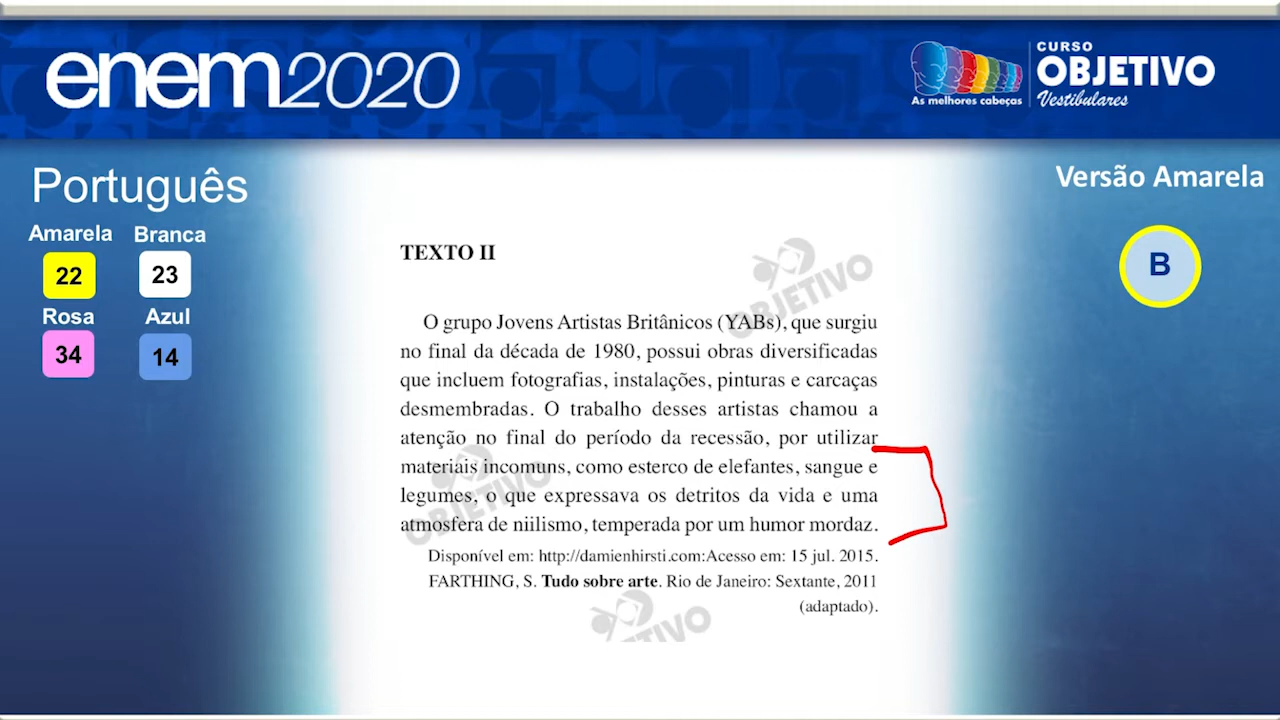 enem2020
CURSO
OBJETIVO
Vestibulares
As melhores cabeças
Português
Versão Amarela
Amarela Branca
22 23
Rosa Azul
34 14
B
TEXTO II
O grupo Jovens Artistas Britânicos (YABs), que surgiu
no final da década de 1980, possui obras diversificadas
que incluem fotografias, instalações, pinturas e carcaças
desmembradas. O trabalho desses artistas chamou a
atenção no final do período da recessão, por utilizar
materiais incomuns, como esterco de elefantes, sangue e
legumes, o que expressava os detritos da vida e uma
atmosfera de niilismo, temperada por um humor mordaz.
Disponível em: http://damienhirsti.com:Acesso em: 15 jul. 2015.
FARTHING, S. Tudo sobre arte. Rio de Janeiro: Sextante, 2011
(adaptado).
OBJETIVO
OBJETIVO
JETIVO